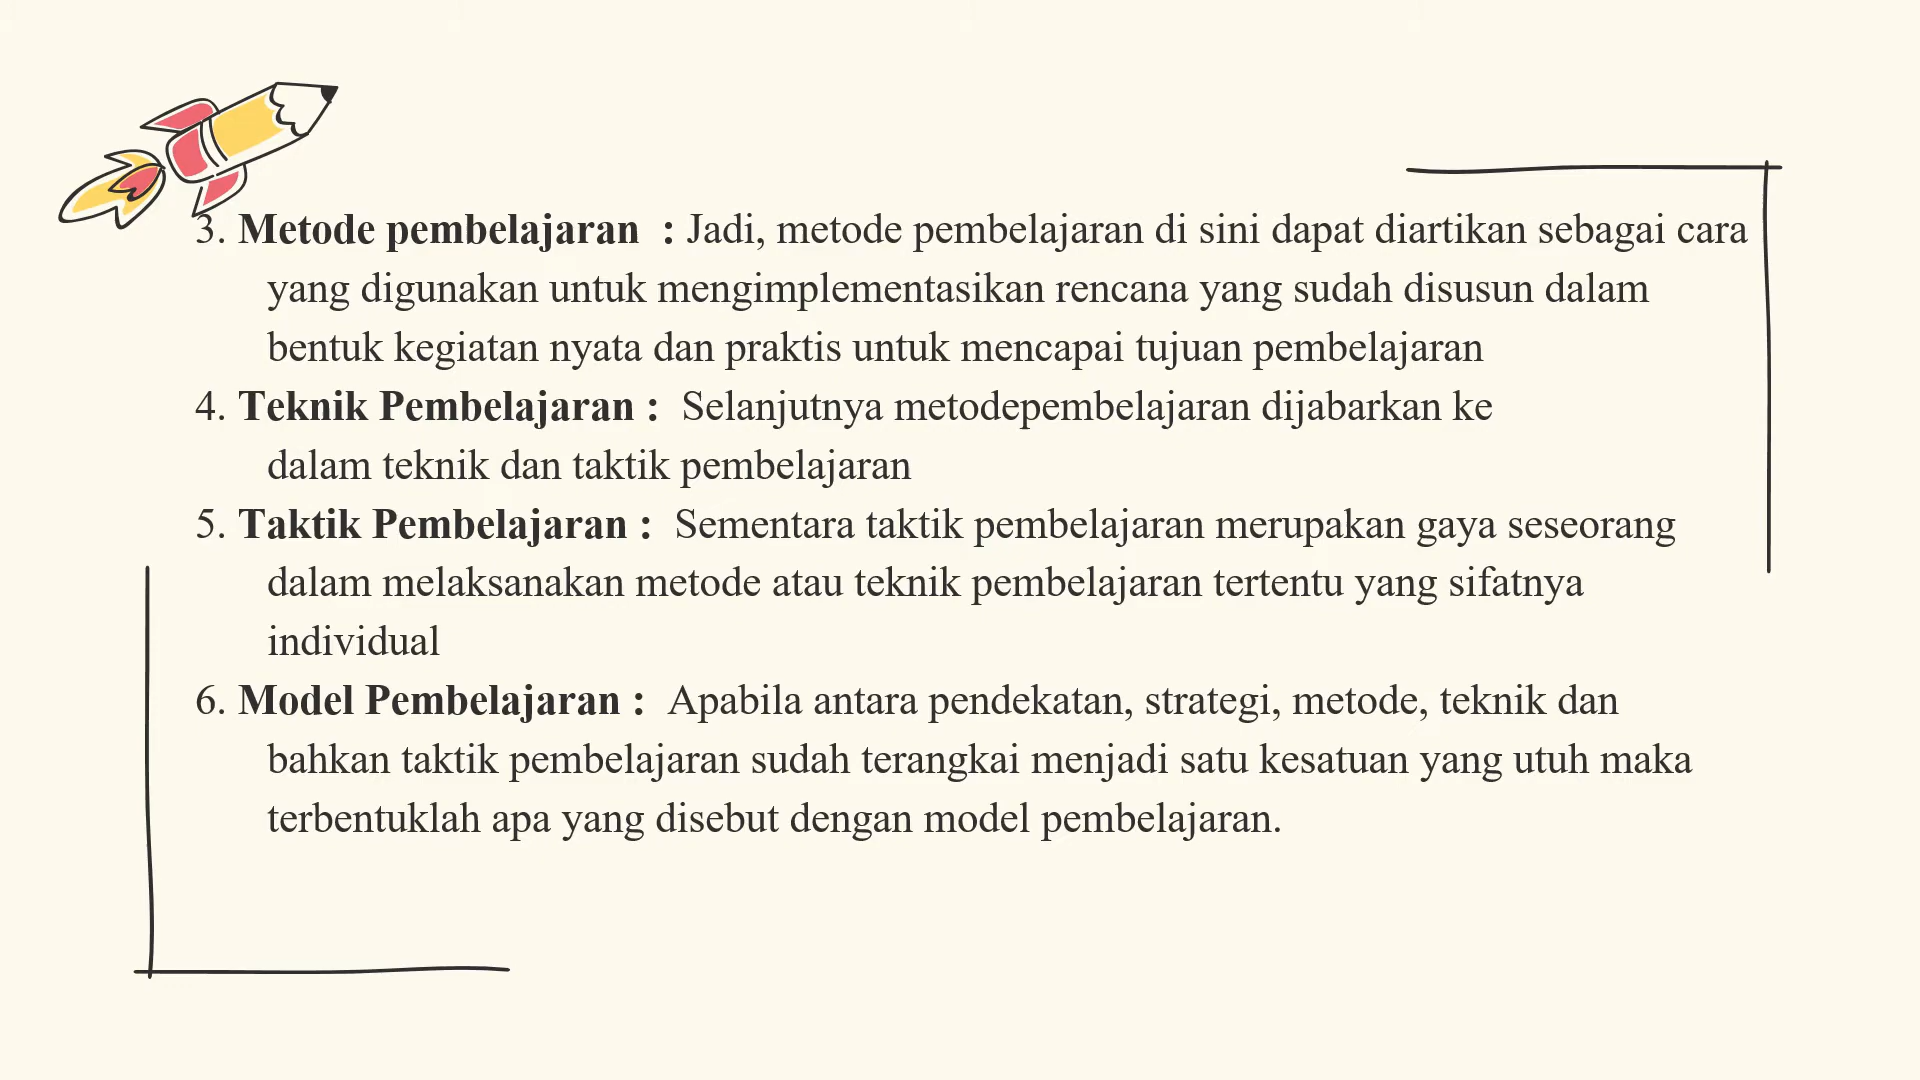 3. Metode pembelajaran : Jadi, metode pembelajaran di sini dapat diartikan sebagai cara
yang digunakan untuk mengimplementasikan rencana yang sudah disusun dalam
bentuk kegiatan nyata dan praktis untuk mencapai tujuan pembelajaran
4. Teknik Pembelajaran : Selanjutnya metodepembelajaran dijabarkan ke
dalam teknik dan taktik pembelajaran
5. Taktik Pembelajaran : Sementara taktik pembelajaran merupakan gaya seseorang
dalam melaksanakan metode atau teknik pembelajaran tertentu yang sifatnya
individual
6. Model Pembelajaran : Apabila antara pendekatan, strategi, metode, teknik dan
bahkan taktik pembelajaran sudah terangkai menjadi satu kesatuan yang utuh maka
terbentuklah apa yang disebut dengan model pembelajaran.